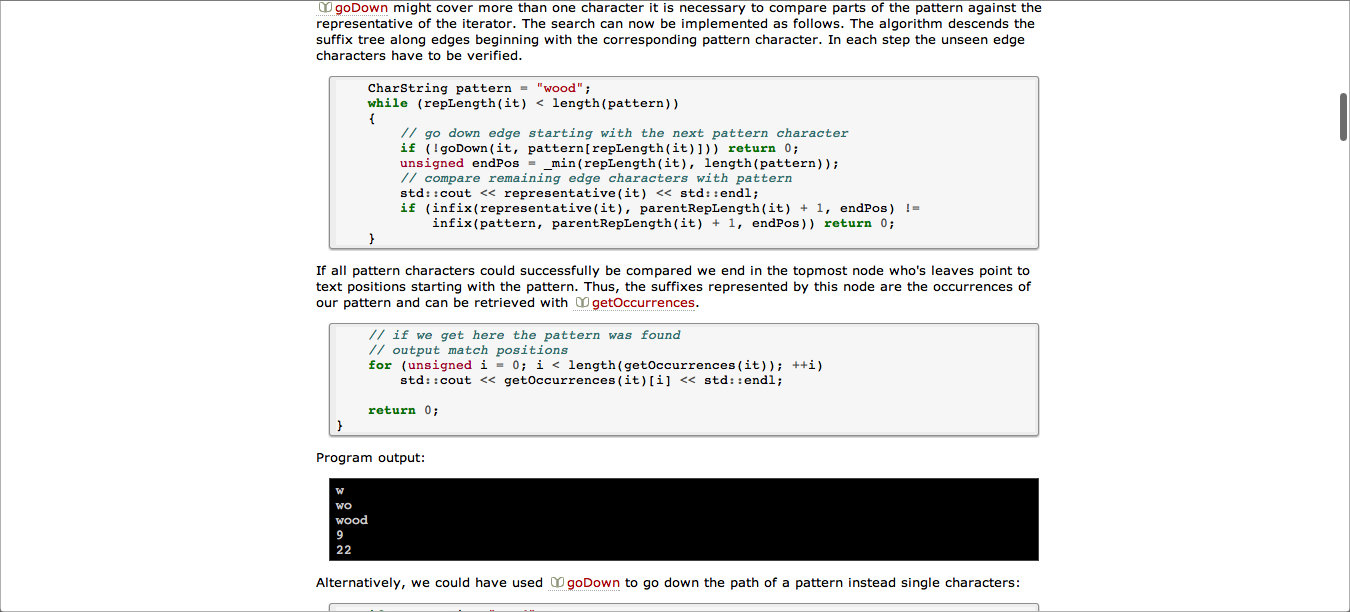 goDown might cover more than one character it is necessary to compare parts of the pattern against the
representative of the iterator. The search can now be implemented as follows. The algorithm descends the
suffix tree along edges beginning with the corresponding pattern character. In each step the unseen edge
characters have to be verified.
CharString pattern = "wood";
while (repLength(it) < length(pattern))
{
// go down edge starting with the next pattern character
if (!goDown(it, pattern[repLength(it)])) return 0;
unsigned endPos = _min(repLength(it), length(pattern));
// compare remaining edge characters with pattern
std::cout << representative(it) << std::endl;
if (infix(representative(it), parentRepLength(it) + 1, endPos) !=
infix(pattern, parentRepLength(it) + 1, endPos)) return 0;
}
If all pattern characters could successfully be compared we end in the topmost node who's leaves point to
text positions starting with the pattern. Thus, the suffixes represented by this node are the occurrences of
our pattern and can be retrieved with getOccurrences.
// if we get here the pattern was found
// output match positions
for (unsigned i = 0; i < length(getOccurrences(it)); ++i)
std::cout << getOccurrences(it)[i] << std::endl;
return 0;
}
Program output:
w
wo
wood
9
22
Alternatively, we could have used goDown to go down the path of a pattern instead single characters: